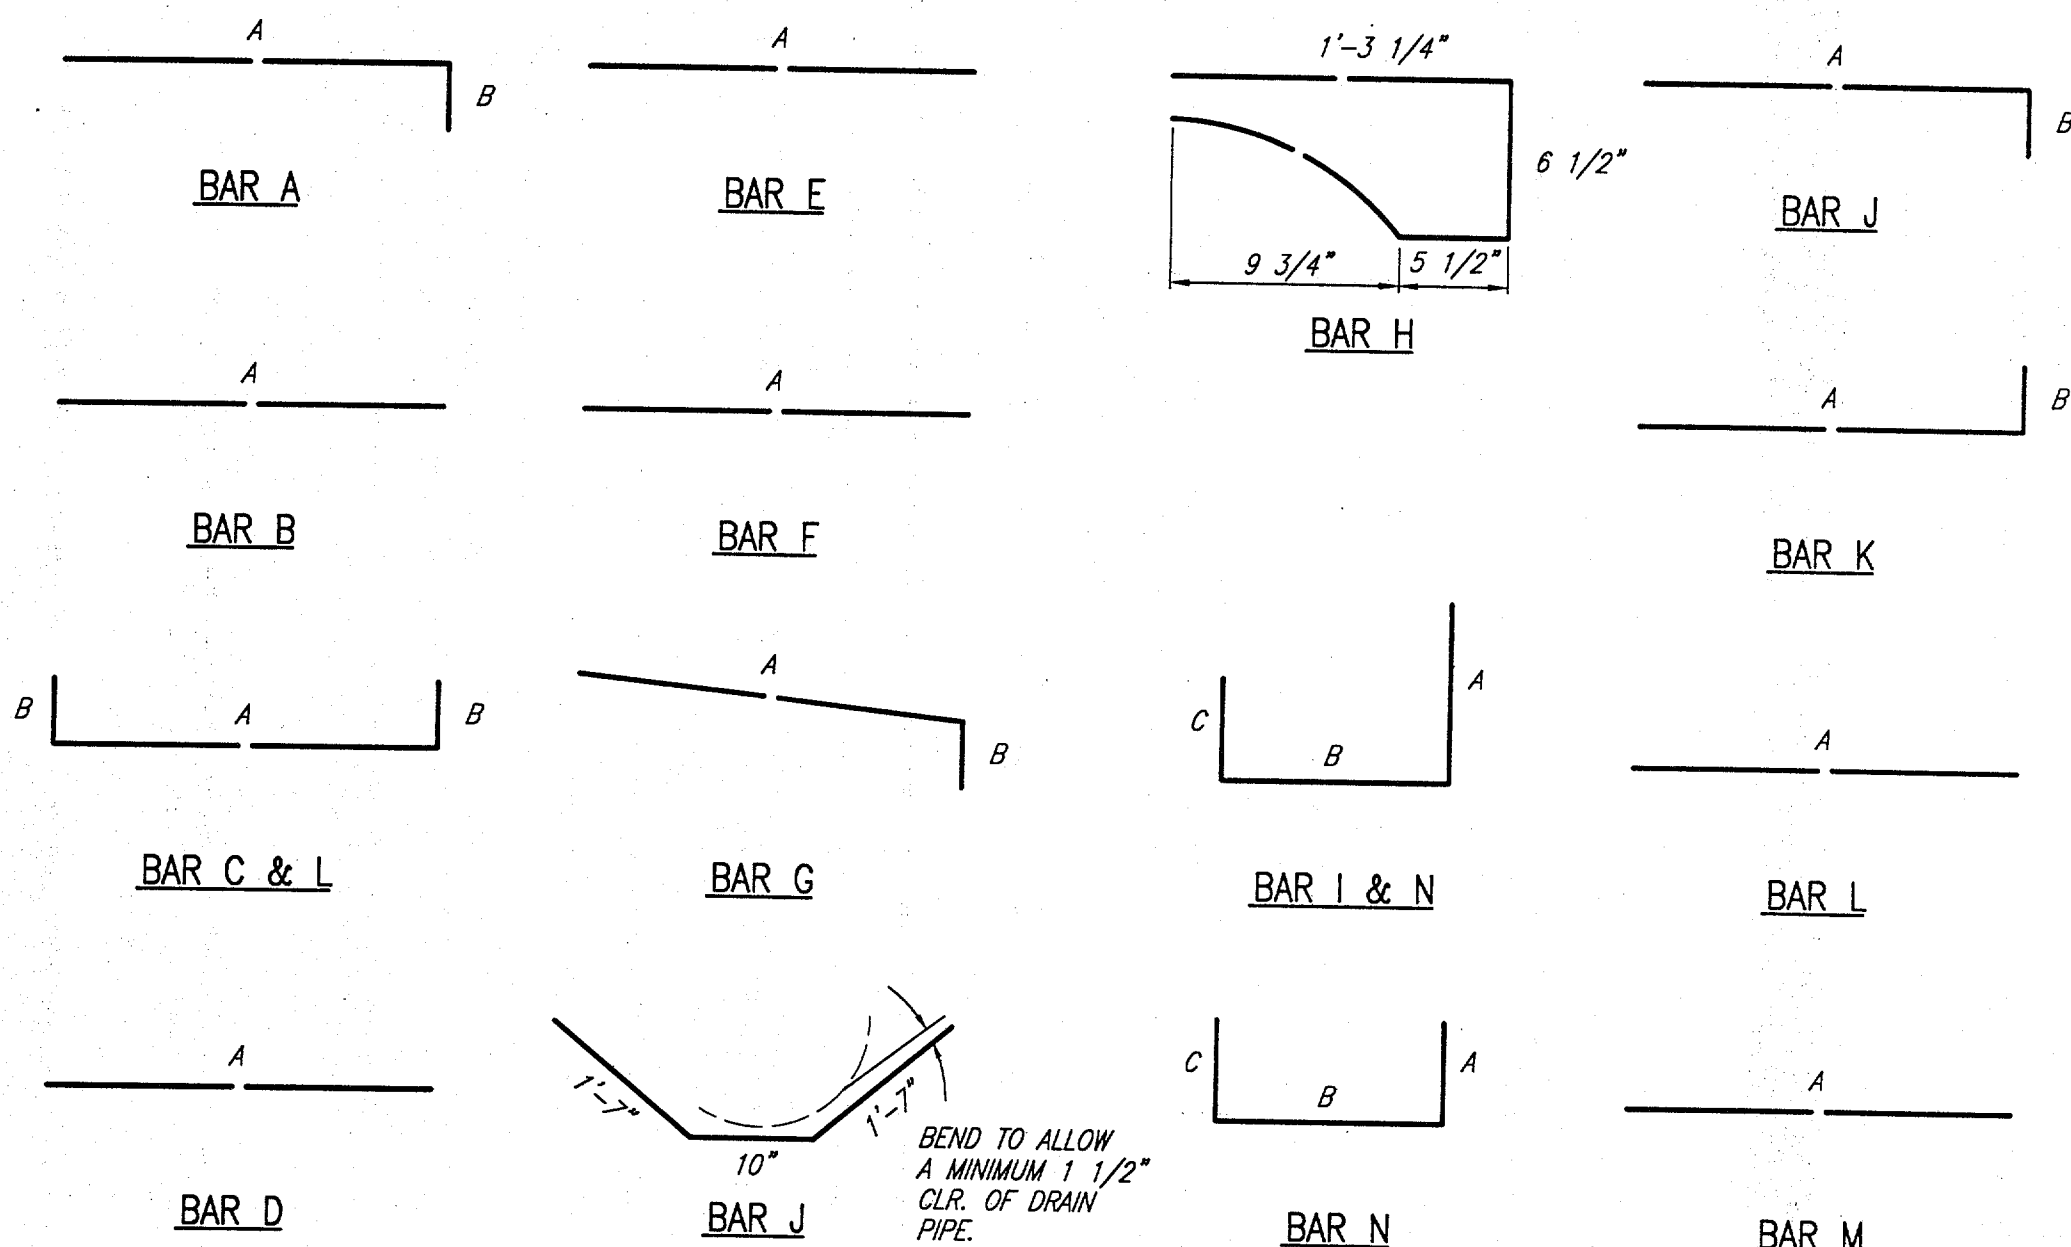 A
B
BAR A
A
BAR B
B
A
B
BAR C & L
A
BAR D
A
BAR E
A
BAR F
A
B
BAR G
1'-7"
10"
1'-7"
BEND TO ALLOW
A MINIMUM 1 1/2"
CLR. OF DRAIN
PIPE.
BAR J
1'-3 1/4"
6 1/2"
9 3/4"
5 1/2"
BAR H
C
B
A
BAR I & N
C
B
A
BAR N
A
B
BAR J
A
B
BAR K
A
BAR L
A
BAR M